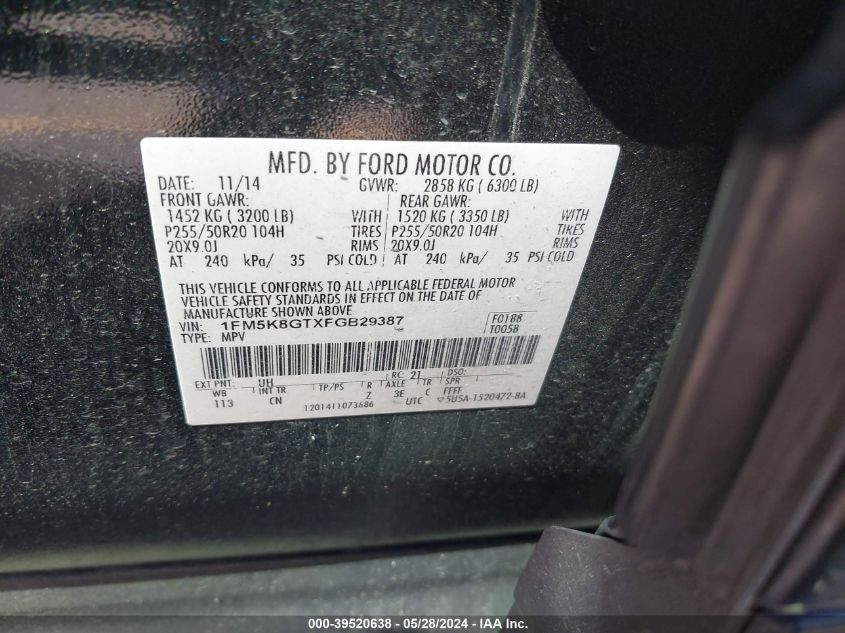 MFD. BY FORD MOTOR CO.
DATE: 11/14 GVWR: 2858 KG ( 6300 LB)
FRONT GAWR: REAR GAWR:
1452 KG ( 3200 LB) WITH 1520 KG ( 3350 LB) WITH
P255/50R20 104H TIRES P255/50R20 104H TIRES
20X9.0J RIMS 20X9.0J RIMS
AT 240 kPa/ 35 PSI COLD AT 240 kPa/ 35 PSI COLD
THIS VEHICLE CONFORMS TO ALL APPLICABLE FEDERAL MOTOR
VEHICLE SAFETY STANDARDS IN EFFECT ON THE DATE OF
MANUFACTURE SHOWN ABOVE.
VIN: 1FM5K8GTXFGB29387 F0188
TYPE: MPV T0058
EXT PNT: UH RC: 21 DSO:
WB INT TR TP/PS R AXLE TR SPR
113 CN Z 3E C FFFF
1201411073686 UTC 5U5A-1520472-BA
000-39520638 - 05/28/2024 - IAAI.com